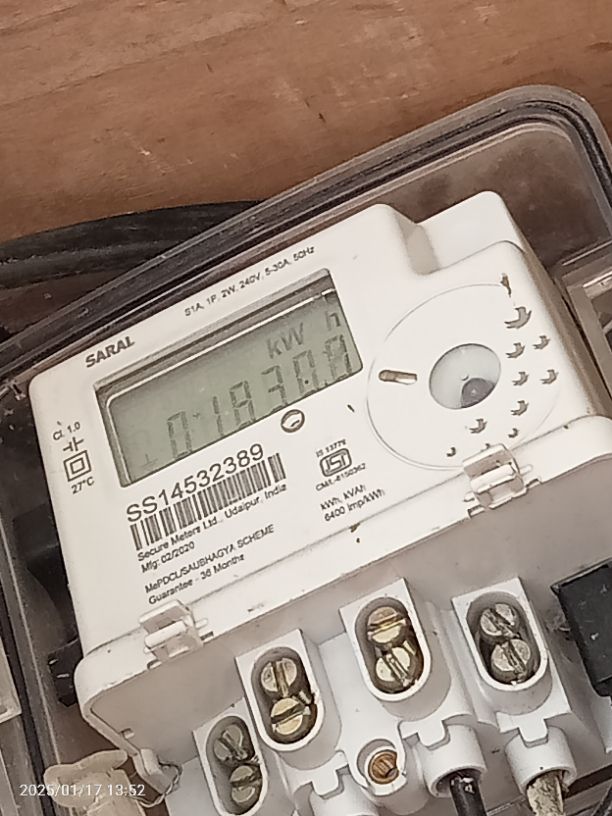 S1A, 1P, 2W, 240V, 5-30A, 50Hz
SARAL
kW h
Cl. 1.0
27°C
SS14532389
IS 13779
CM/L-8150362
Secure Meters Ltd., Udaipur, India
Mfg: 02/2020
kWh, kVAh
6400 imp/kWh
MePDCL/SAUBHAGYA SCHEME
Guarantee - 36 Months
2025/01/17 13:52